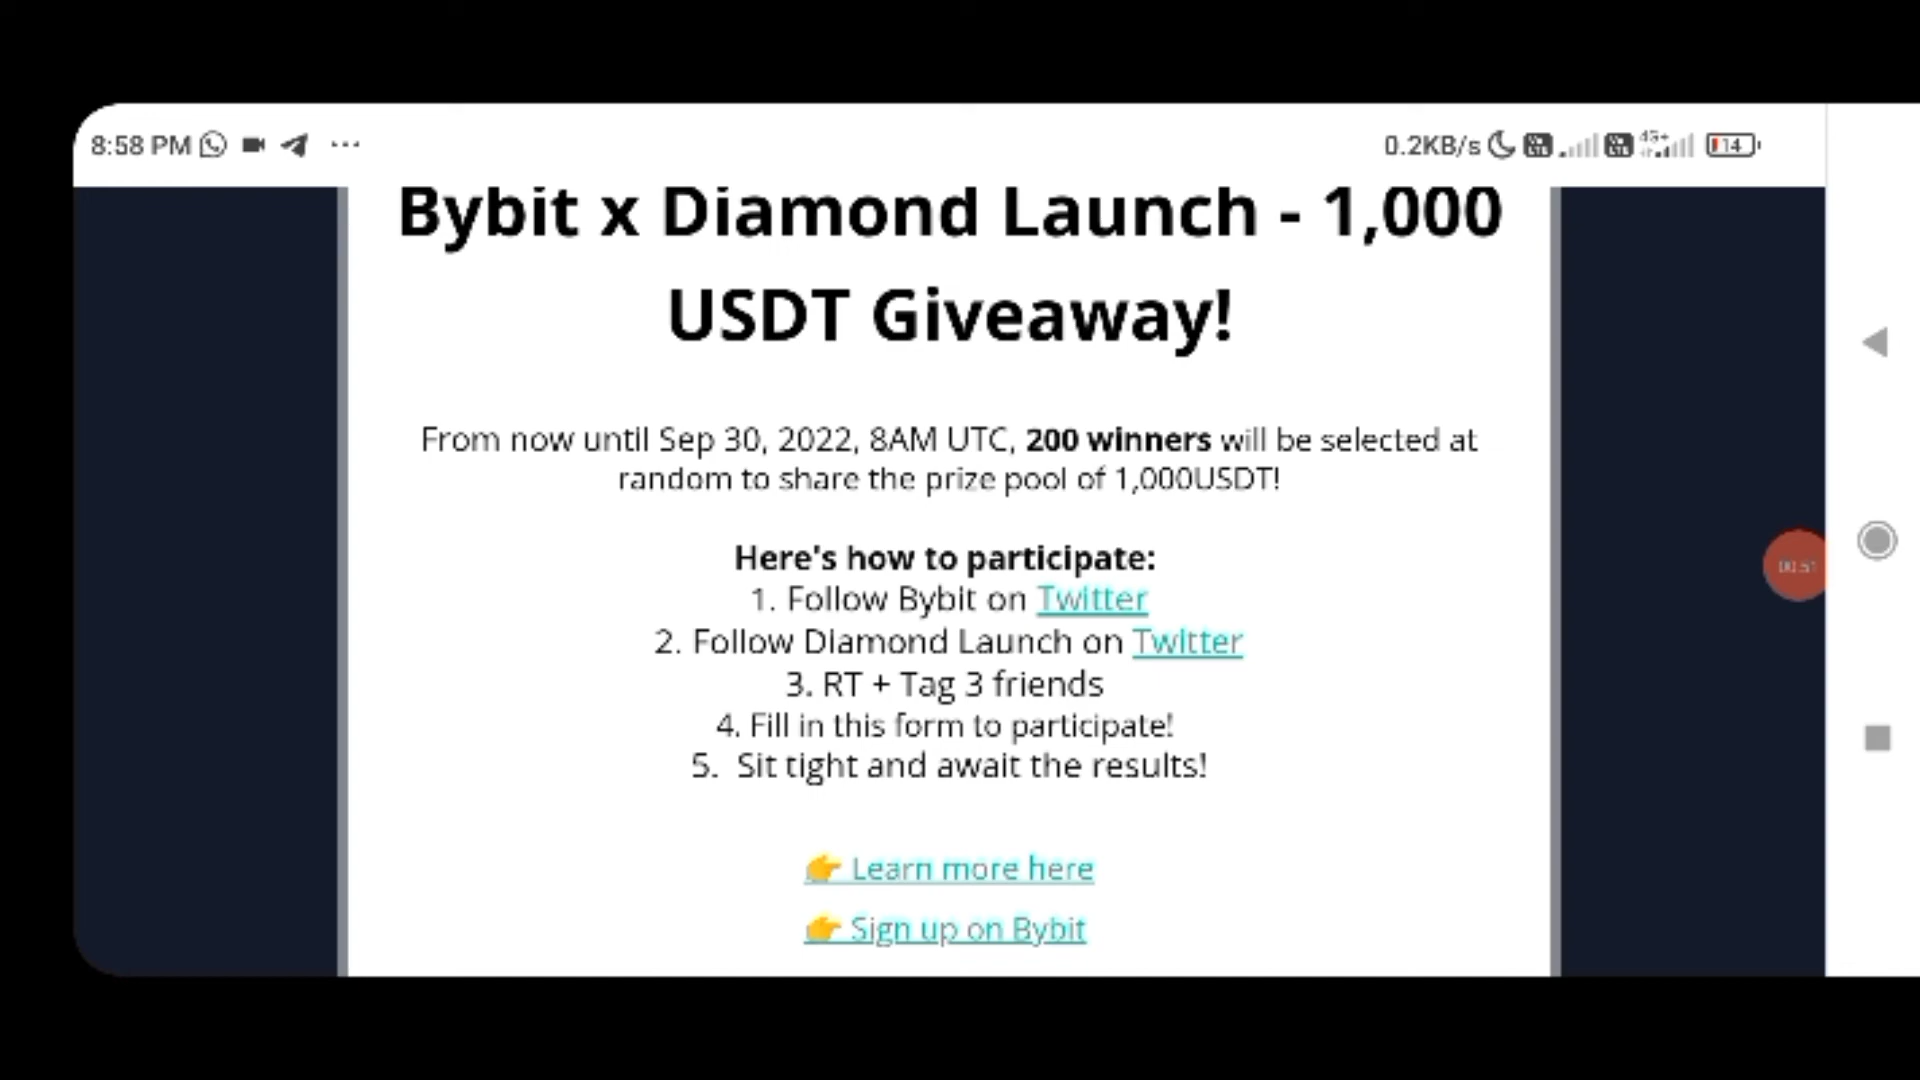 8:58 PM
0.2KB/s
4G+
14
Bybit x Diamond Launch - 1,000
USDT Giveaway!
From now until Sep 30, 2022, 8AM UTC, 200 winners will be selected at
random to share the prize pool of 1,000USDT!
Here's how to participate:
1. Follow Bybit on Twitter
2. Follow Diamond Launch on Twitter
3. RT + Tag 3 friends
4. Fill in this form to participate!
5. Sit tight and await the results!
00:51
👉 Learn more here
👉 Sign up on Bybit